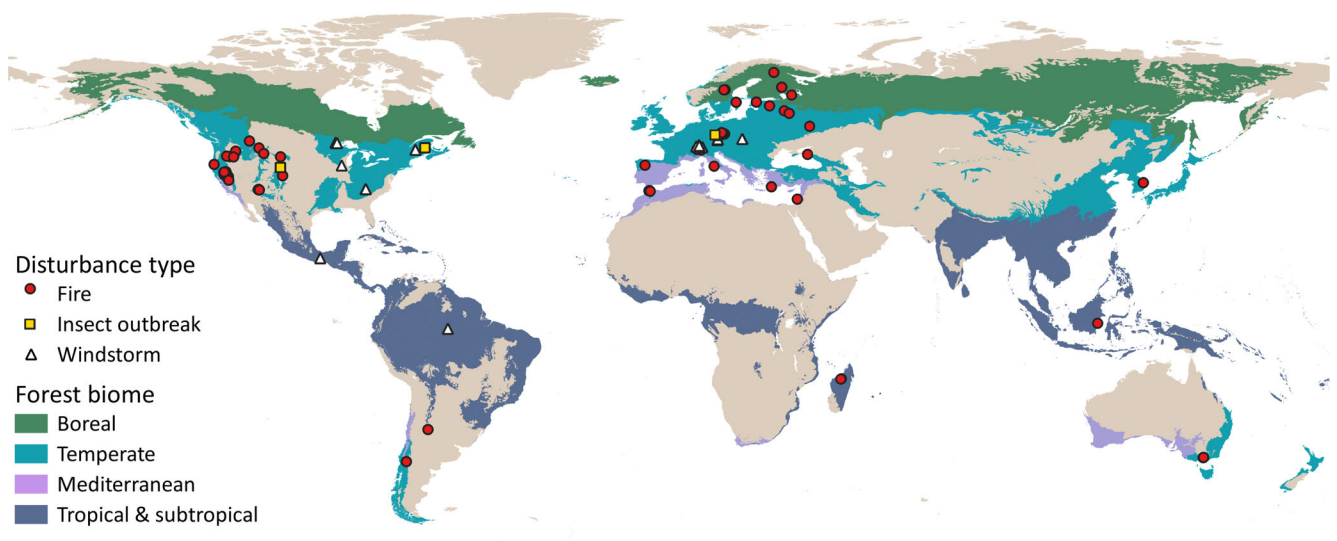 Disturbance type
Fire
Insect outbreak
Windstorm
Forest biome
Boreal
Temperate
Mediterranean
Tropical & subtropical